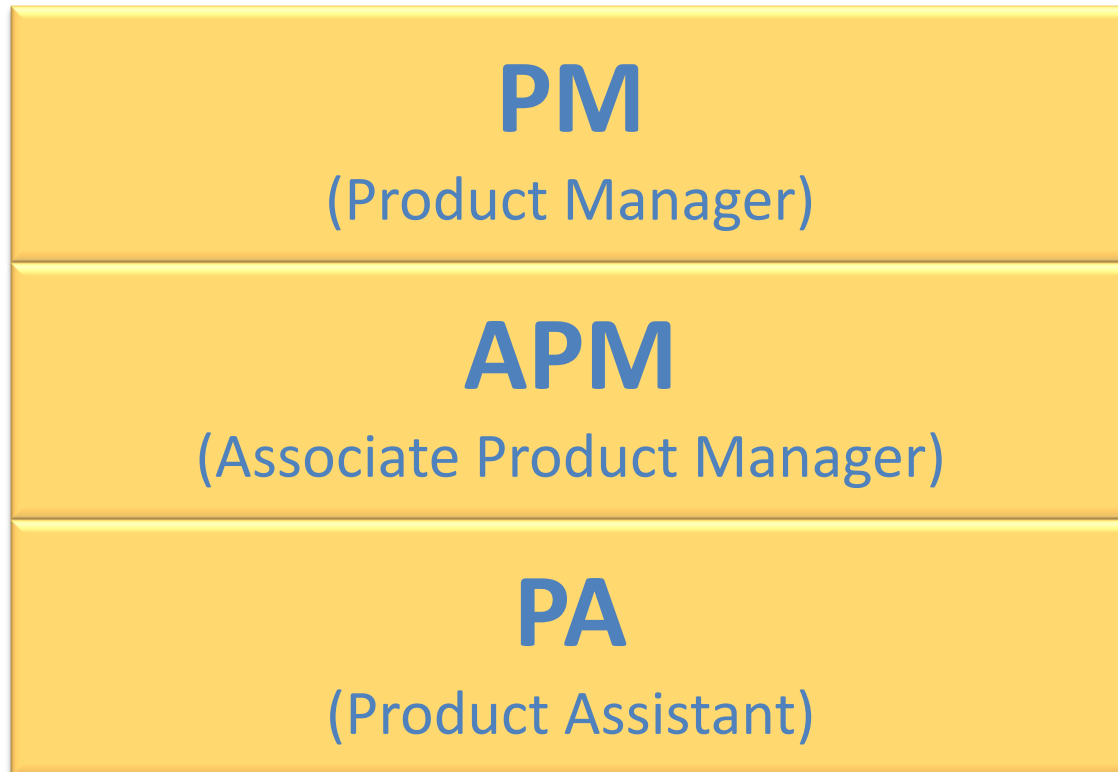 PM
(Product Manager)
APM
(Associate Product Manager)
PA
(Product Assistant)